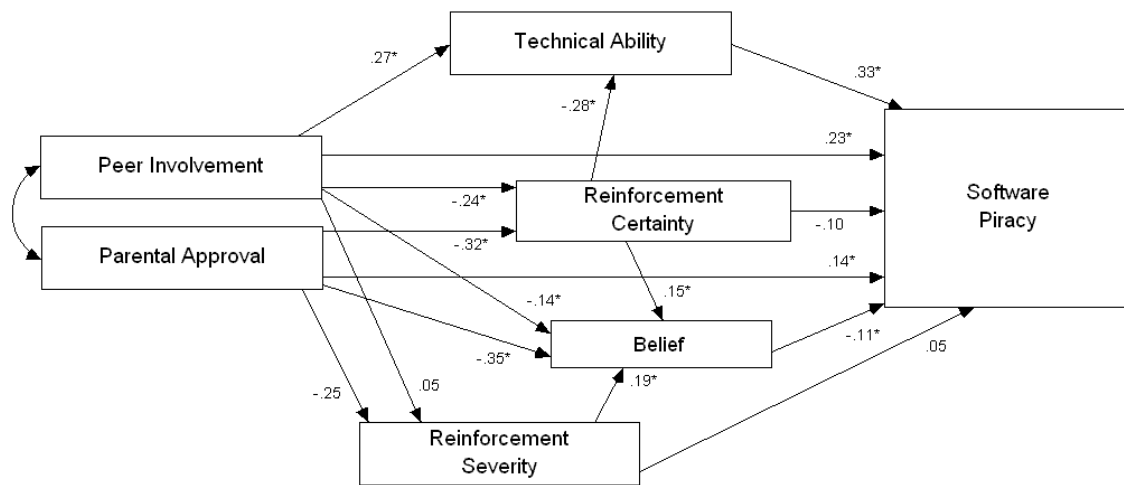 Technical Ability
.27*
.33*
-.28*
Peer Involvement
.23*
-.24*
Reinforcement
Certainty
-.10
Software
Piracy
-.32*
Parental Approval
.14*
-.14*
.15*
Belief
-.35*
-.11*
-.25
.05
.19*
.05
Reinforcement
Severity